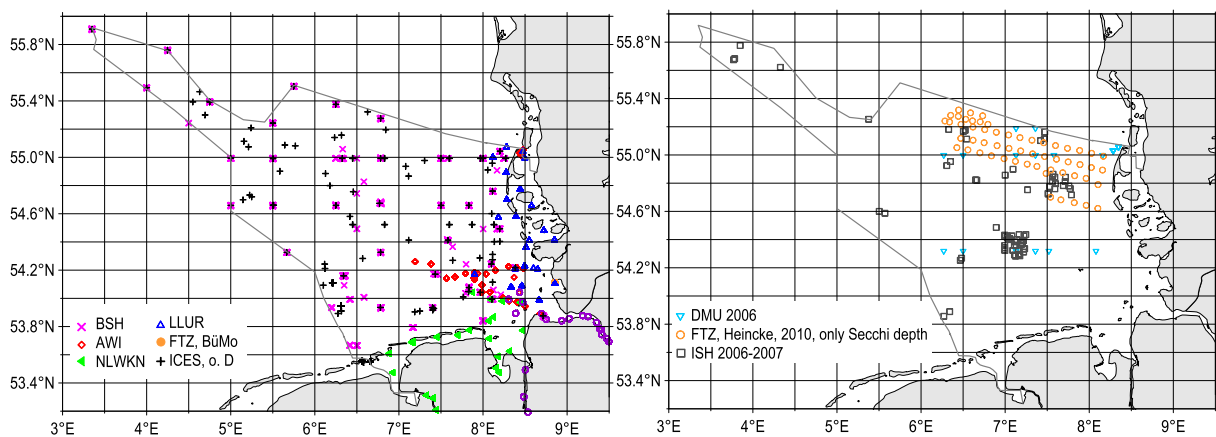 55.8°N
55.4°N
55.0°N
54.6°N
54.2°N
53.8°N
53.4°N
BSH
AWI
NLWKN
LLUR
FTZ, BüMo
ICES, o. D
3°E 4°E 5°E 6°E 7°E 8°E 9°E
55.8°N
55.4°N
55.0°N
54.6°N
54.2°N
53.8°N
53.4°N
DMU 2006
FTZ, Heincke, 2010, only Secchi depth
ISH 2006-2007
3°E 4°E 5°E 6°E 7°E 8°E 9°E